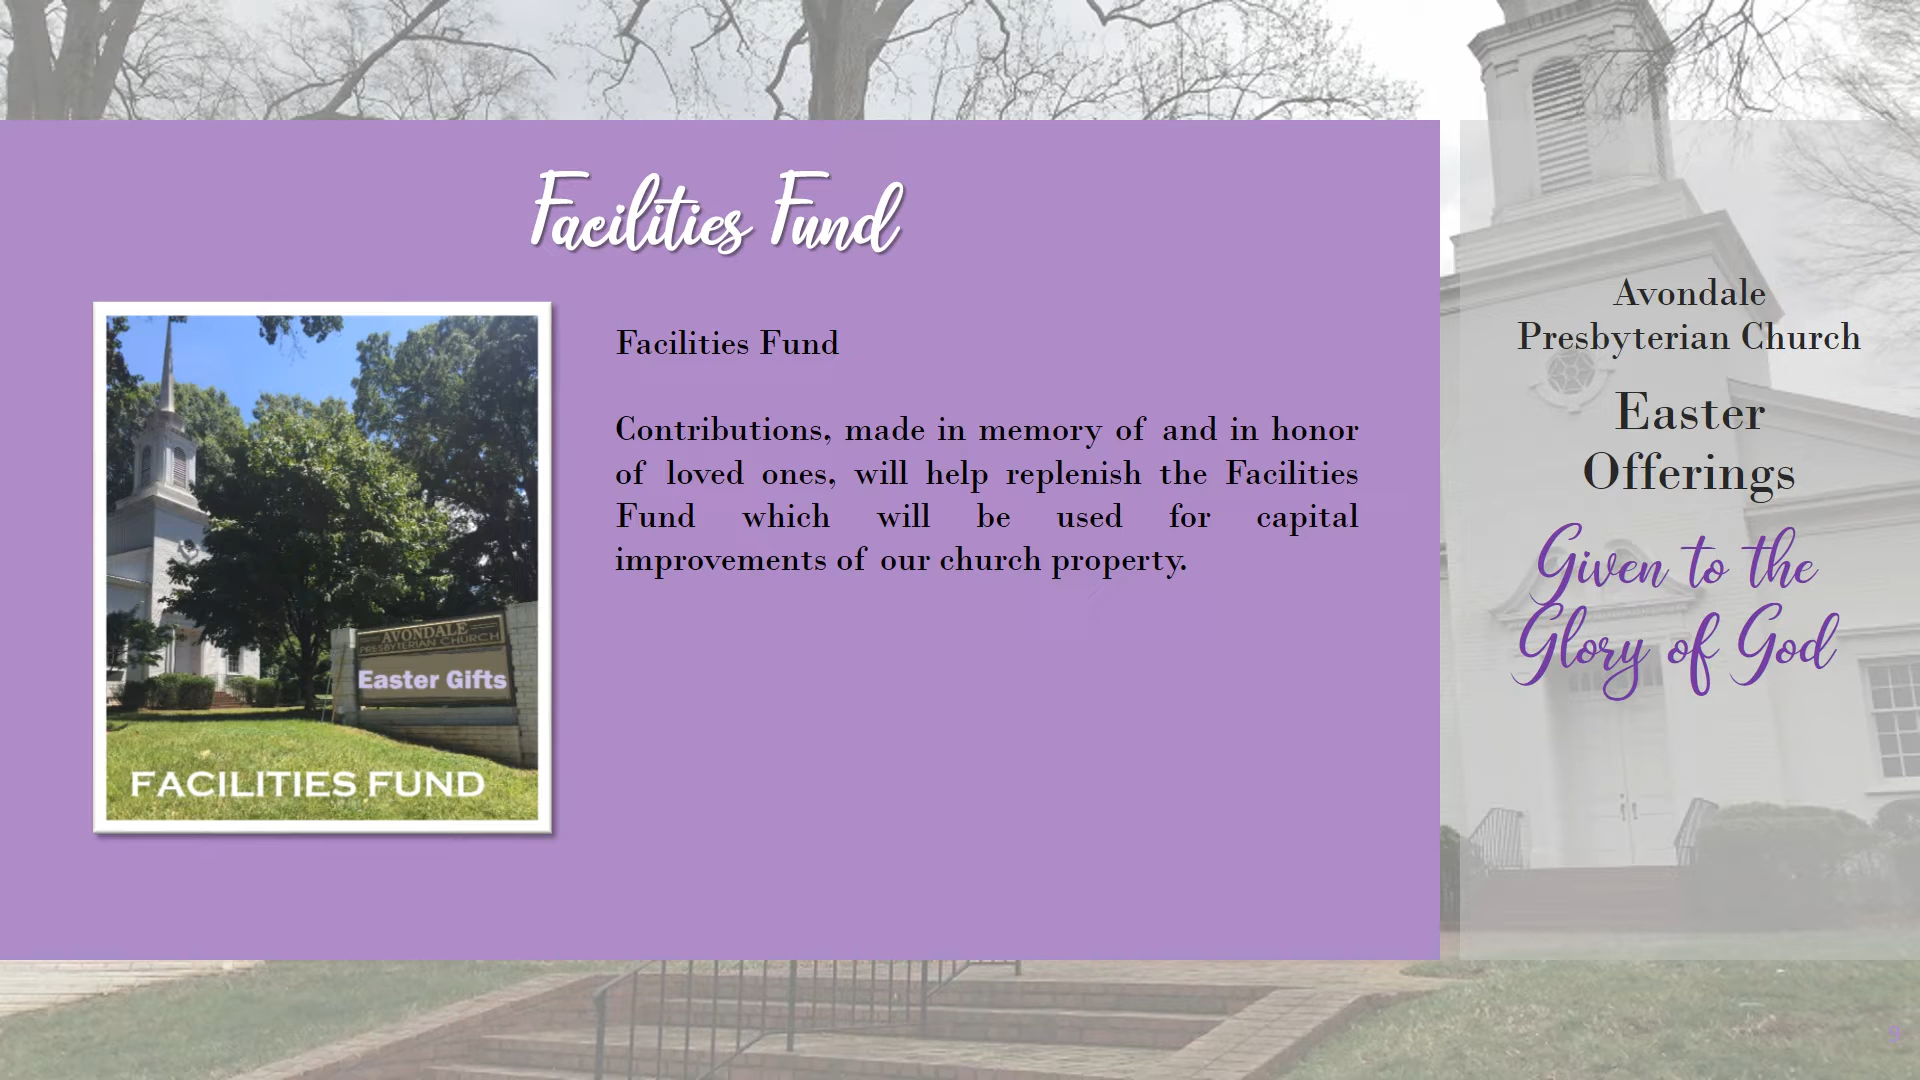 Facilities Fund
Facilities Fund
Contributions, made in memory of and in honor
of loved ones, will help replenish the Facilities
Fund which will be used for capital
improvements of our church property.
AVONDALE
PRESBYTERIAN CHURCH
Easter Gifts
FACILITIES FUND
Avondale
Presbyterian Church
Easter
Offerings
Given to the
Glory of God
9